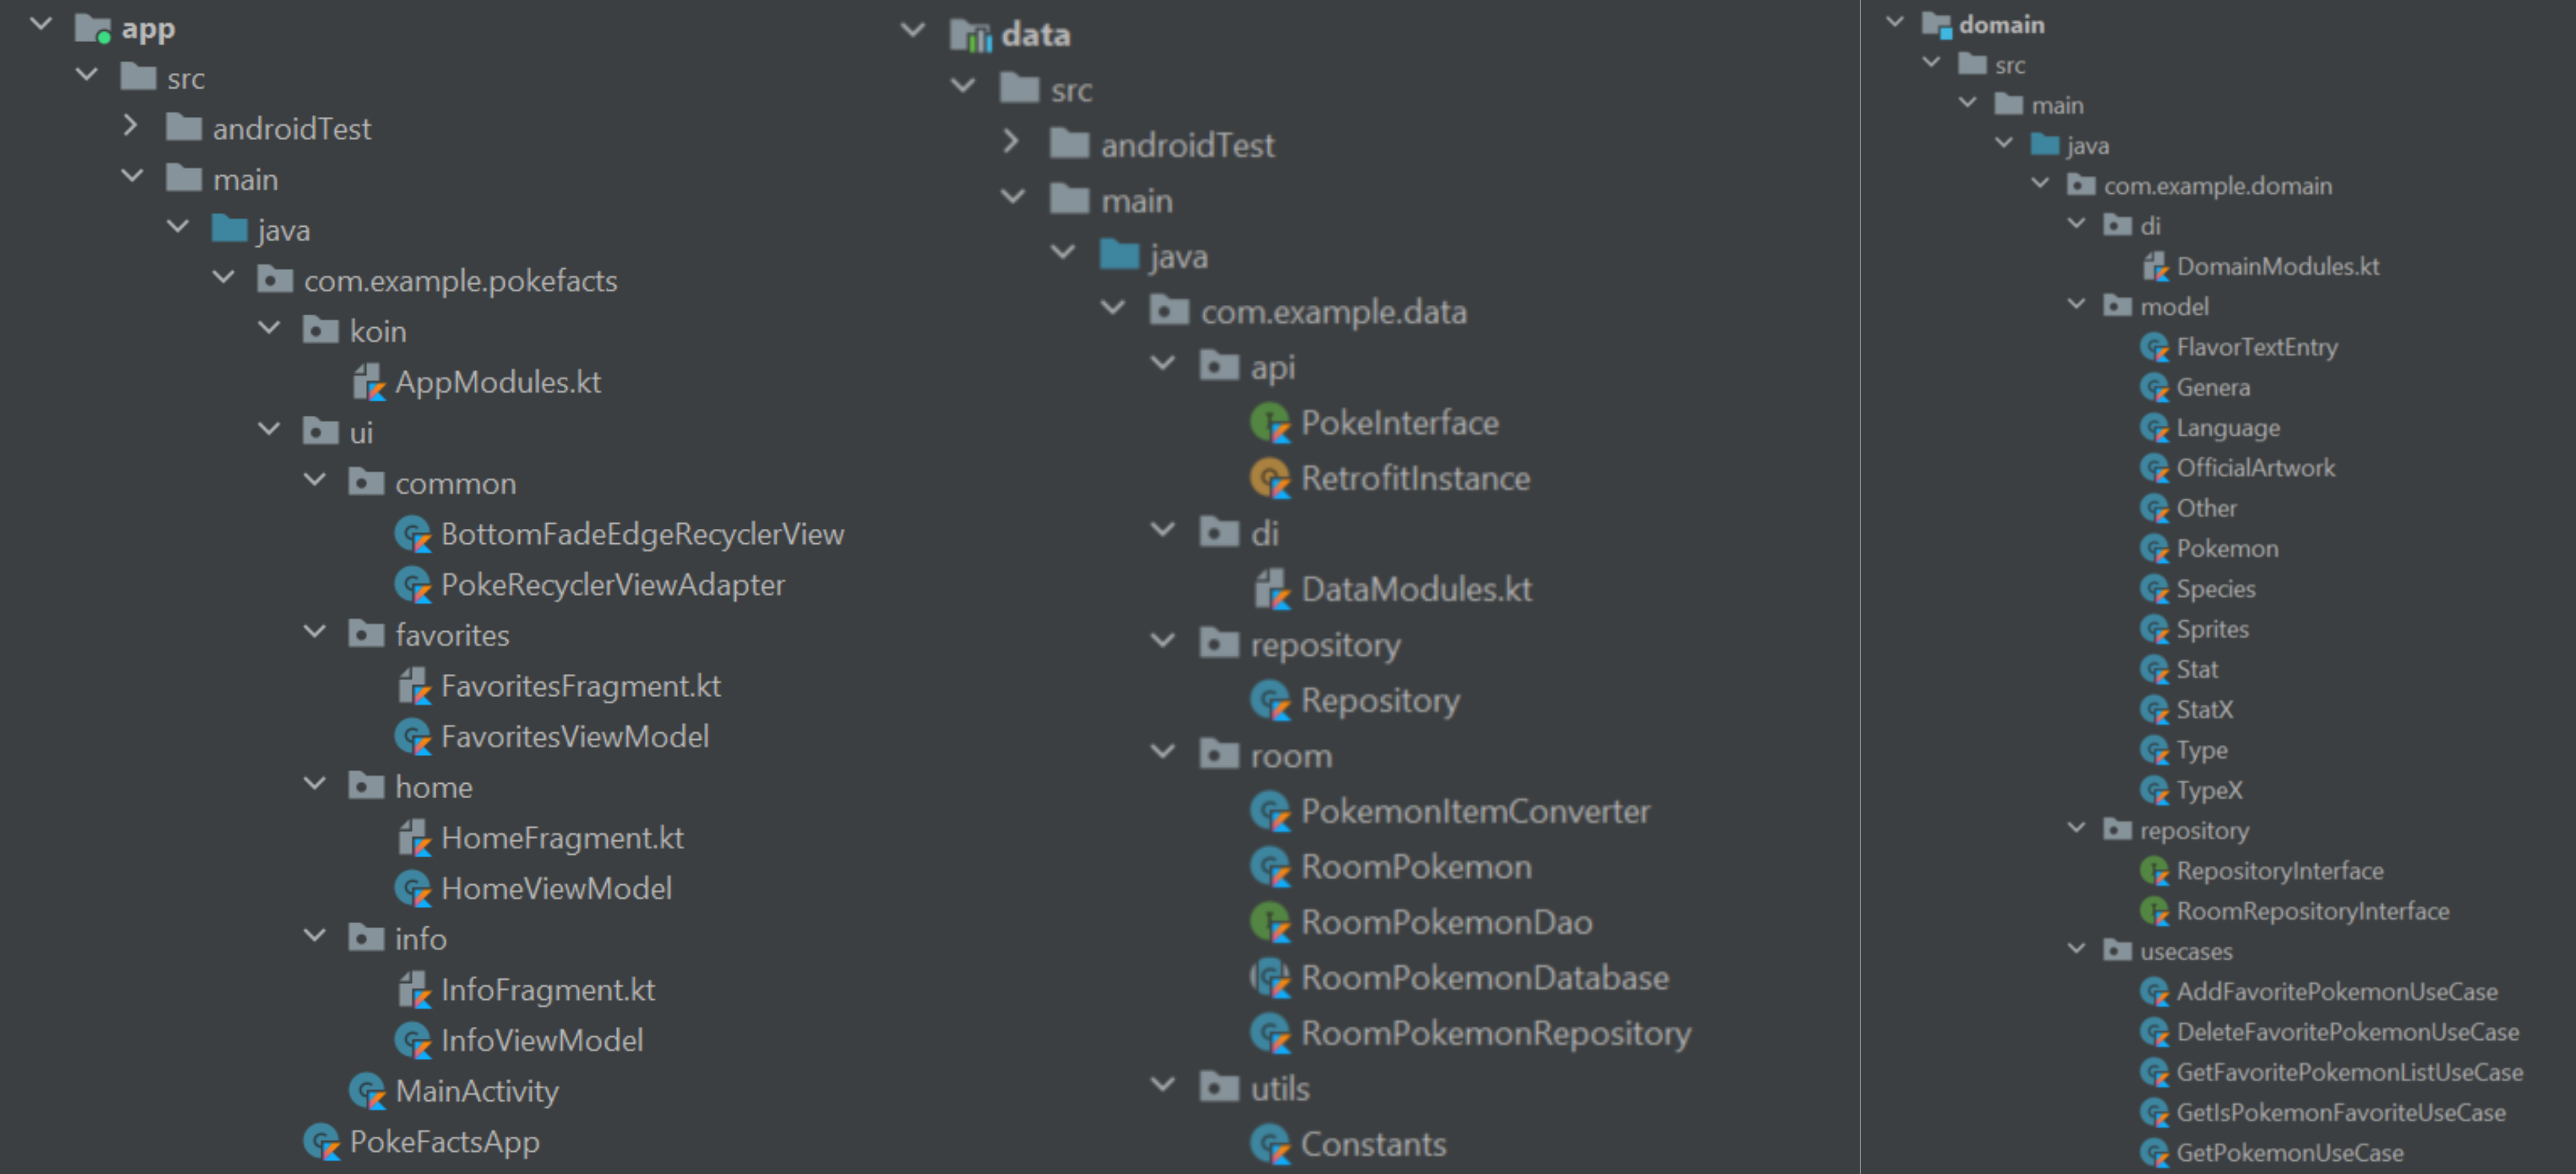 app
src
androidTest
main
java
com.example.pokefacts
koin
AppModules.kt
ui
common
BottomFadeEdgeRecyclerView
PokeRecyclerViewAdapter
favorites
FavoritesFragment.kt
FavoritesViewModel
home
HomeFragment.kt
HomeViewModel
info
InfoFragment.kt
InfoViewModel
MainActivity
PokeFactsApp
data
src
androidTest
main
java
com.example.data
api
PokeInterface
RetrofitInstance
di
DataModules.kt
repository
Repository
room
PokemonItemConverter
RoomPokemon
RoomPokemonDao
RoomPokemonDatabase
RoomPokemonRepository
utils
Constants
domain
src
main
java
com.example.domain
di
DomainModules.kt
model
FlavorTextEntry
Genera
Language
OfficialArtwork
Other
Pokemon
Species
Sprites
Stat
StatX
Type
TypeX
repository
RepositoryInterface
RoomRepositoryInterface
usecases
AddFavoritePokemonUseCase
DeleteFavoritePokemonUseCase
GetFavoritePokemonListUseCase
GetIsPokemonFavoriteUseCase
GetPokemonUseCase